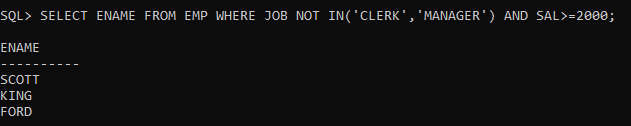 SQL> SELECT ENAME FROM EMP WHERE JOB NOT IN('CLERK','MANAGER') AND SAL>=2000;
ENAME
----------
SCOTT
KING
FORD